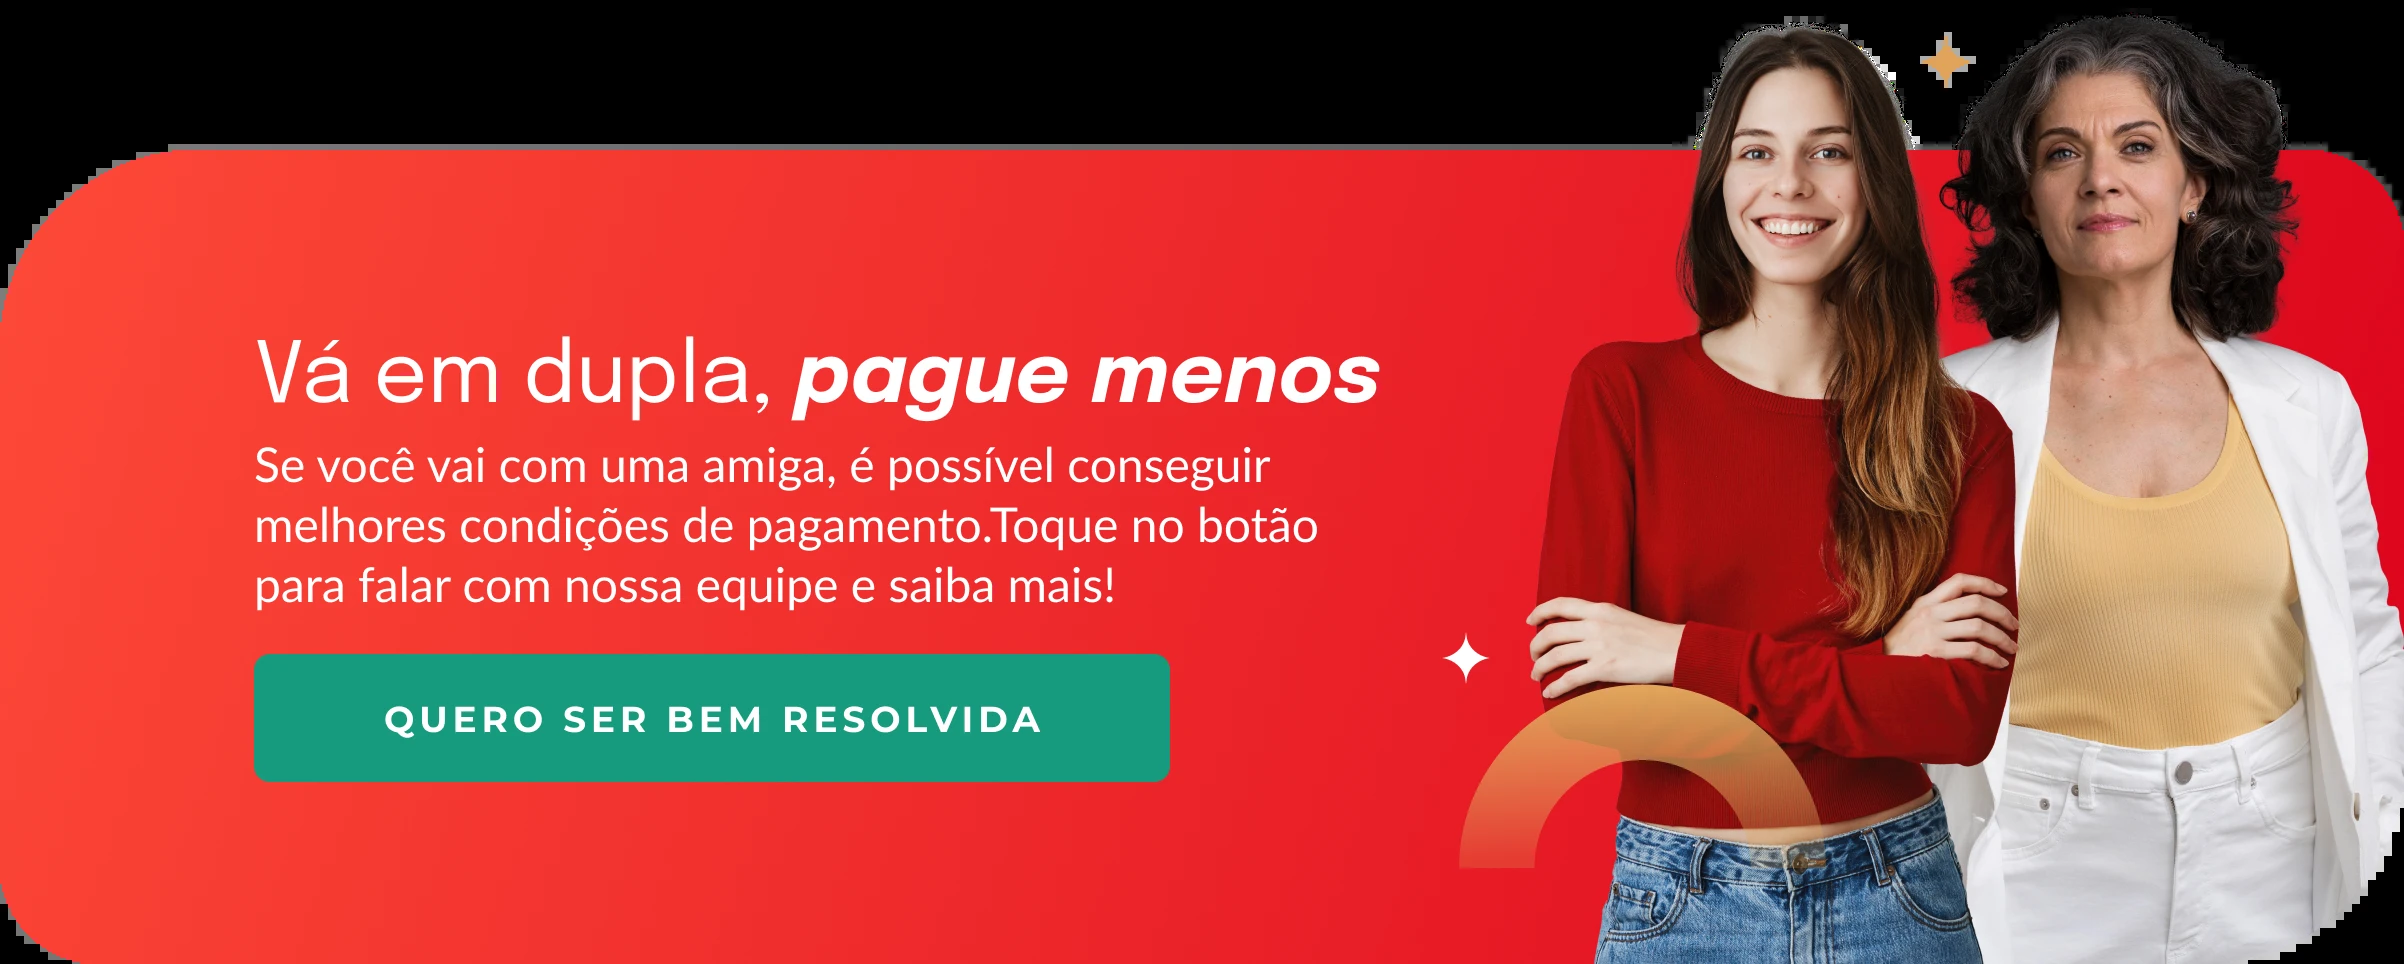 Vá em dupla, pague menos
Se você vai com uma amiga, é possível conseguir
melhores condições de pagamento.Toque no botão
para falar com nossa equipe e saiba mais!
QUERO SER BEM RESOLVIDA